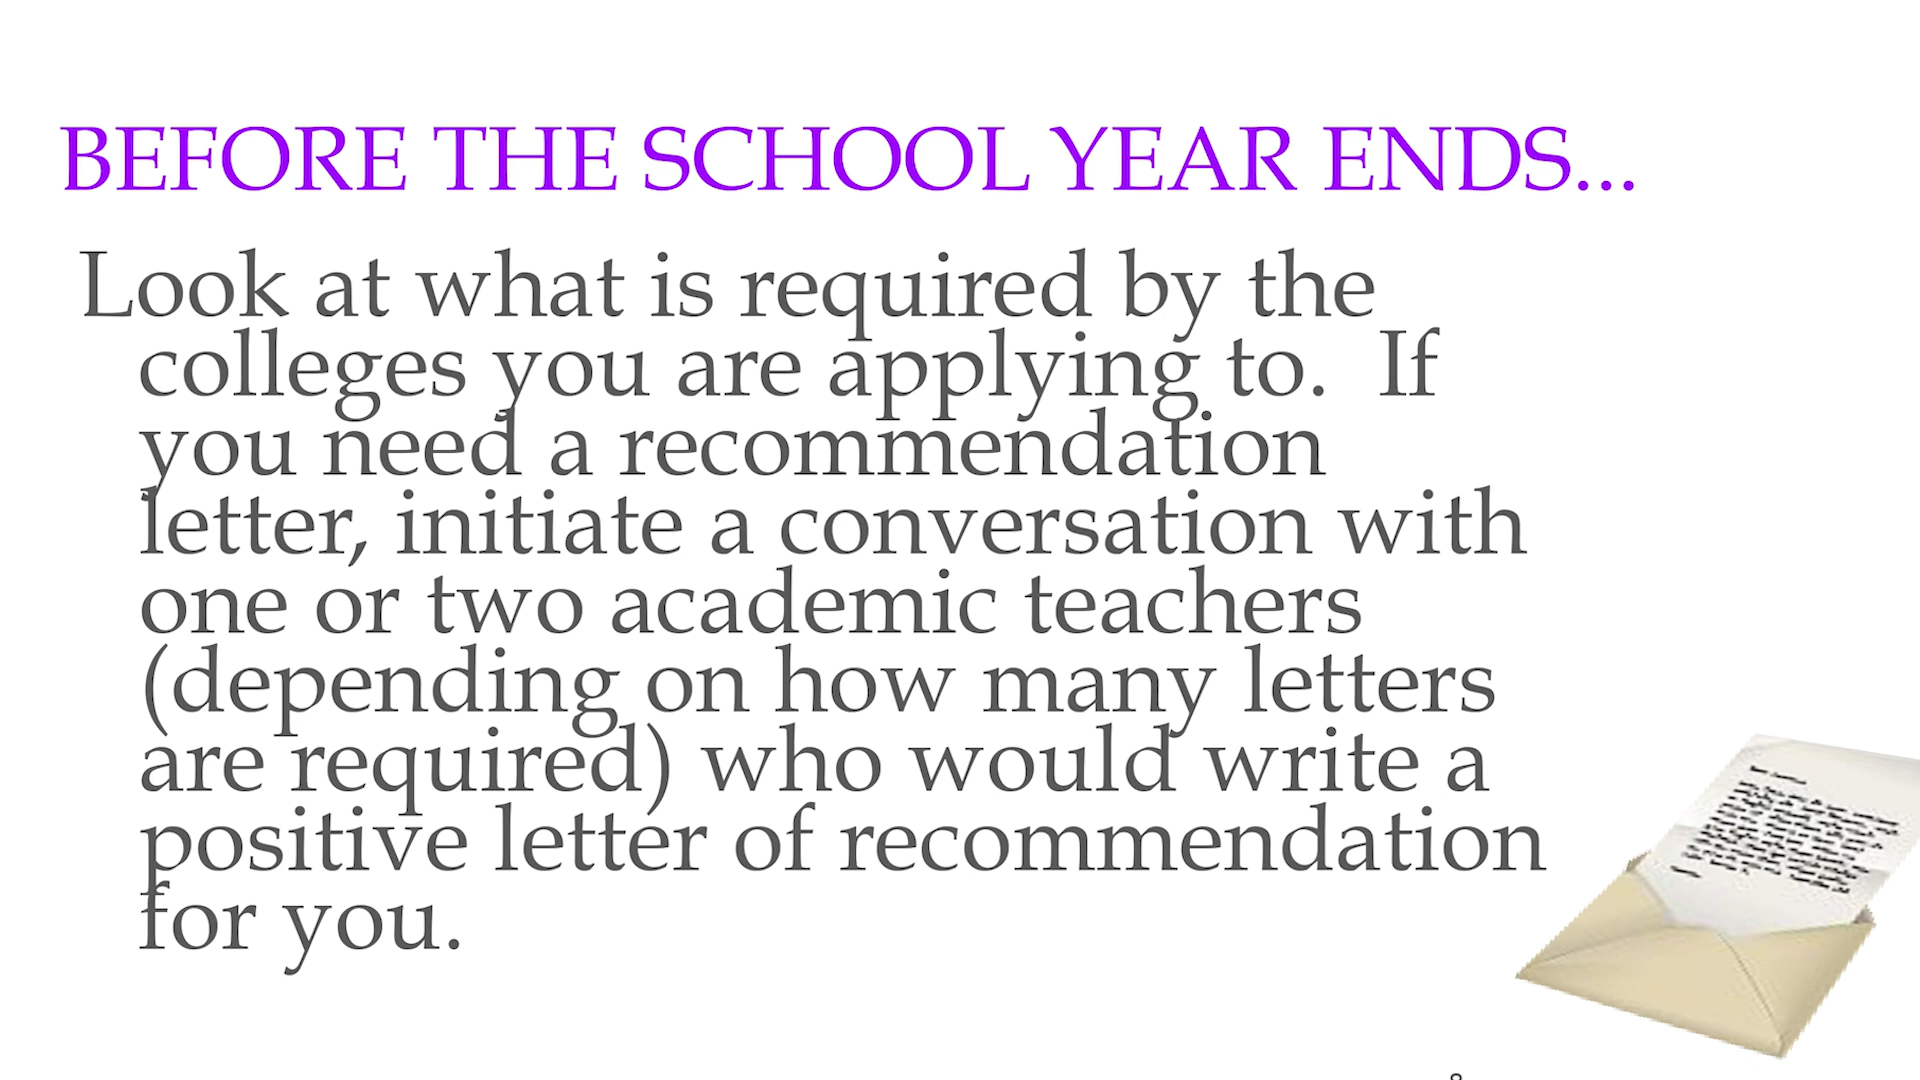 BEFORE THE SCHOOL YEAR ENDS...
Look at what is required by the
colleges you are applying to.  If
you need a recommendation
letter, initiate a conversation with
one or two academic teachers
(depending on how many letters
are required) who would write a
positive letter of recommendation
for you.